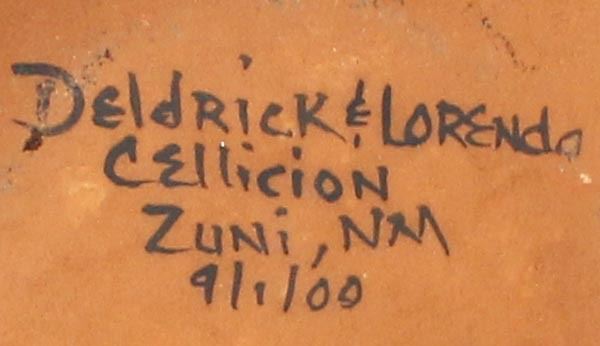 Deldrick & Lorenda
Cellicion
Zuni, NM
9/1/00